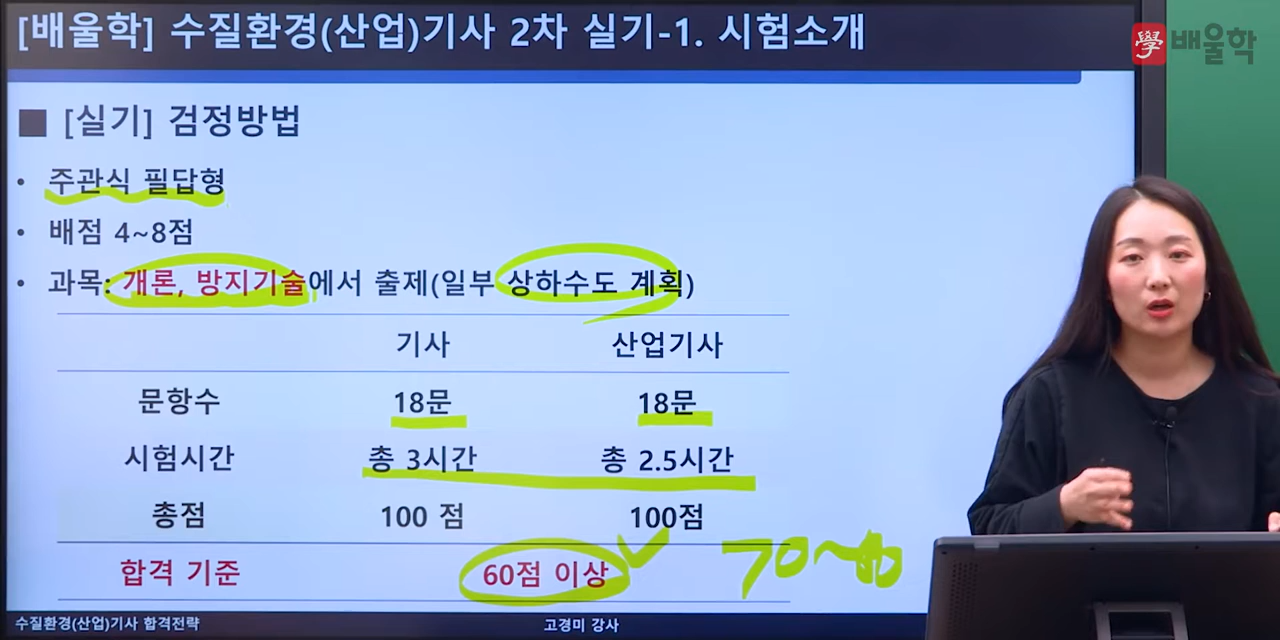 [배울학] 수질환경(산업)기사 2차 실기-1. 시험소개
學 배울학
■ [실기] 검정방법
• 주관식 필답형
• 배점 4~8점
• 과목: 개론, 방지기술에서 출제(일부 상하수도 계획)
기사 산업기사
문항수 18문 18문
시험시간 총 3시간 총 2.5시간
총점 100 점 100점
합격 기준 60점 이상
70~
수질환경(산업)기사 합격전략 고경미 강사